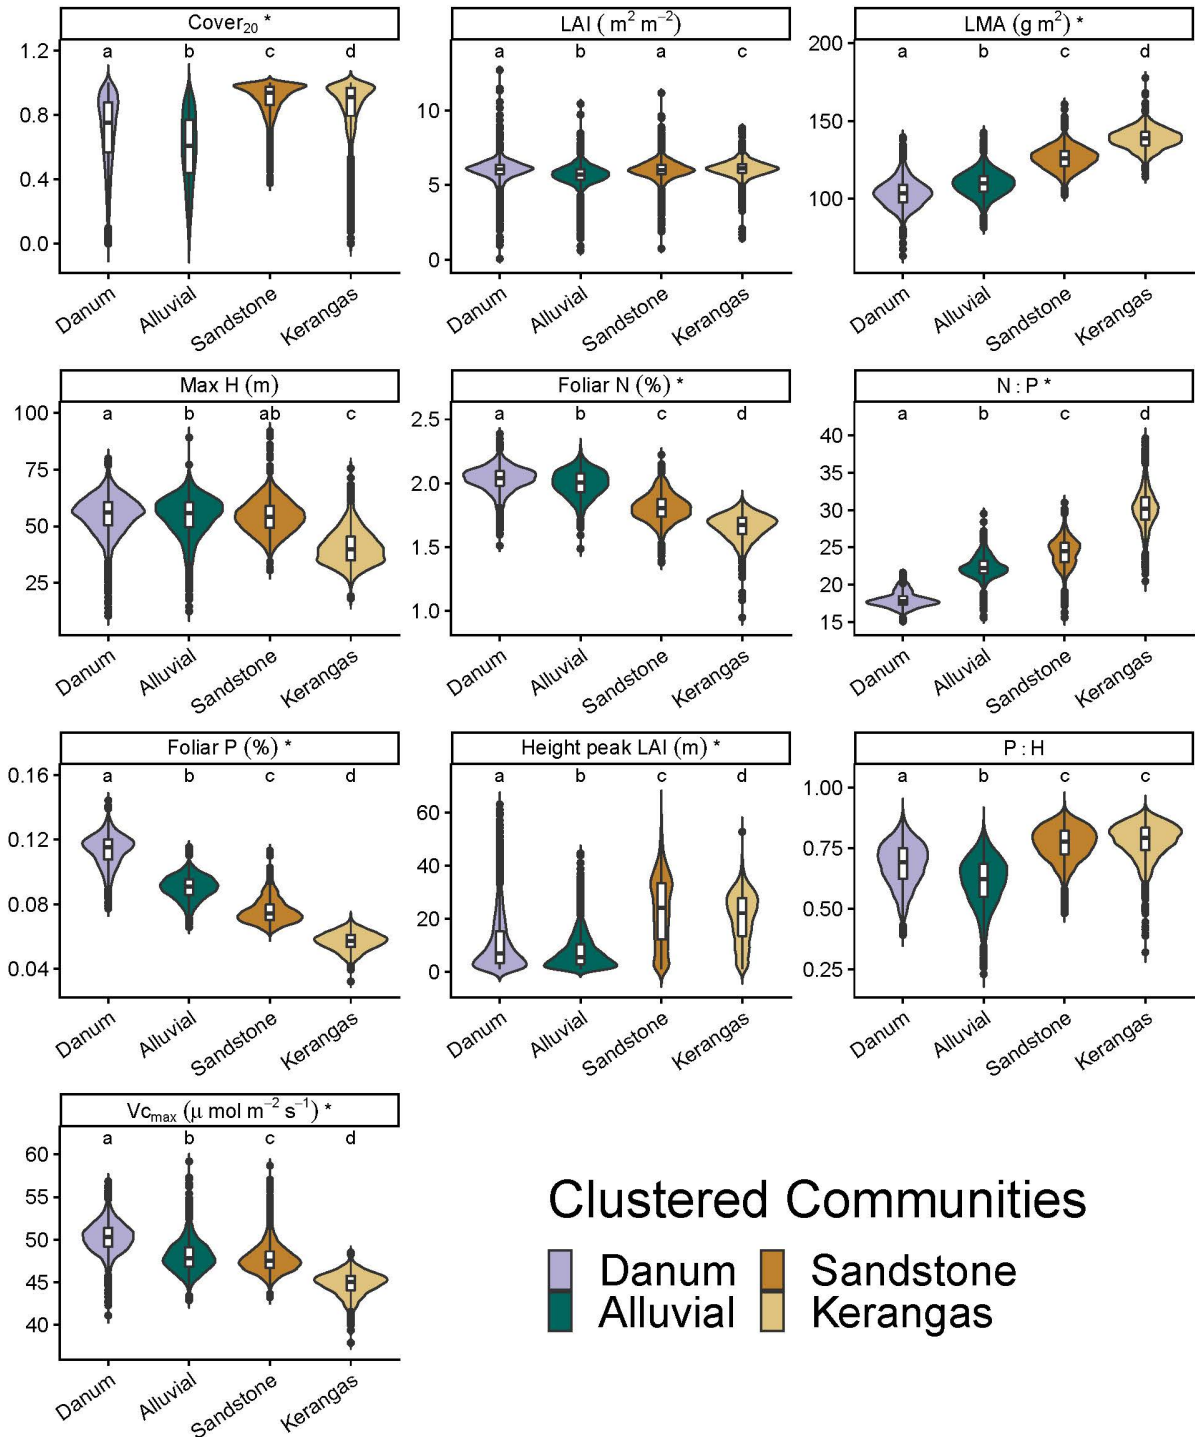 Cover₂₀ *
a b c d
1.2
0.8
0.4
0.0
Danum Alluvial Sandstone Kerangas
LAI ( m² m⁻²)
a b a c
10
5
0
Danum Alluvial Sandstone Kerangas
LMA (g m²) *
a b c d
200
150
100
Danum Alluvial Sandstone Kerangas
Max H (m)
a b ab c
100
75
50
25
Danum Alluvial Sandstone Kerangas
Foliar N (%) *
a b c d
2.5
2.0
1.5
1.0
Danum Alluvial Sandstone Kerangas
N : P *
a b c d
40
35
30
25
20
15
Danum Alluvial Sandstone Kerangas
Foliar P (%) *
a b c d
0.16
0.12
0.08
0.04
Danum Alluvial Sandstone Kerangas
Height peak LAI (m) *
a b c d
60
40
20
0
Danum Alluvial Sandstone Kerangas
P : H
a b c c
1.00
0.75
0.50
0.25
Danum Alluvial Sandstone Kerangas
Vc_max (μ mol m⁻² s⁻¹) *
a b c d
60
55
50
45
40
Danum Alluvial Sandstone Kerangas
Clustered Communities
Danum Sandstone
Alluvial Kerangas